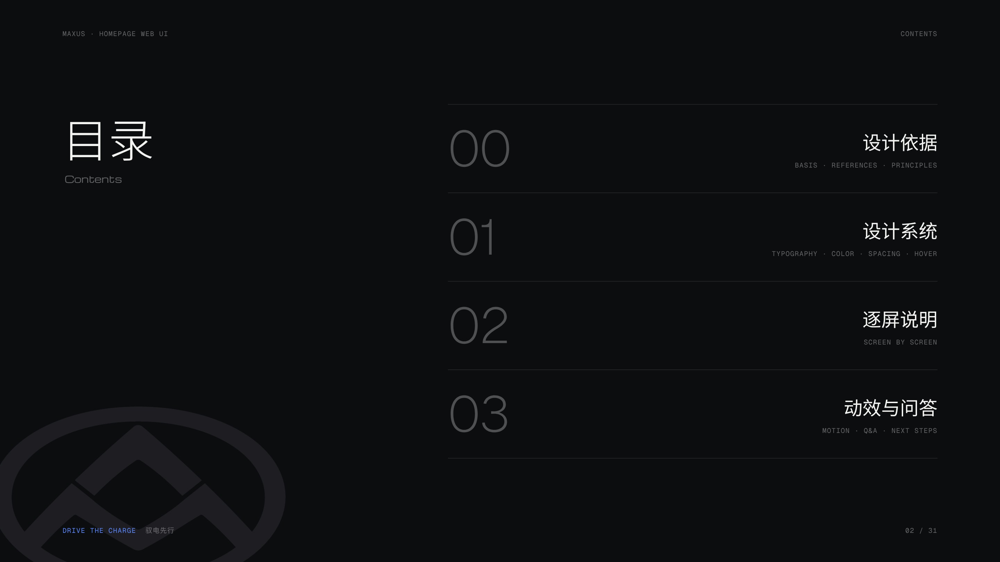 MAXUS · HOMEPAGE WEB UI
CONTENTS
目录
Contents
00
设计依据
BASIS · REFERENCES · PRINCIPLES
01
设计系统
TYPOGRAPHY · COLOR · SPACING · HOVER
02
逐屏说明
SCREEN BY SCREEN
03
动效与问答
MOTION · Q&A · NEXT STEPS
DRIVE THE CHARGE 驭电先行
02 / 31